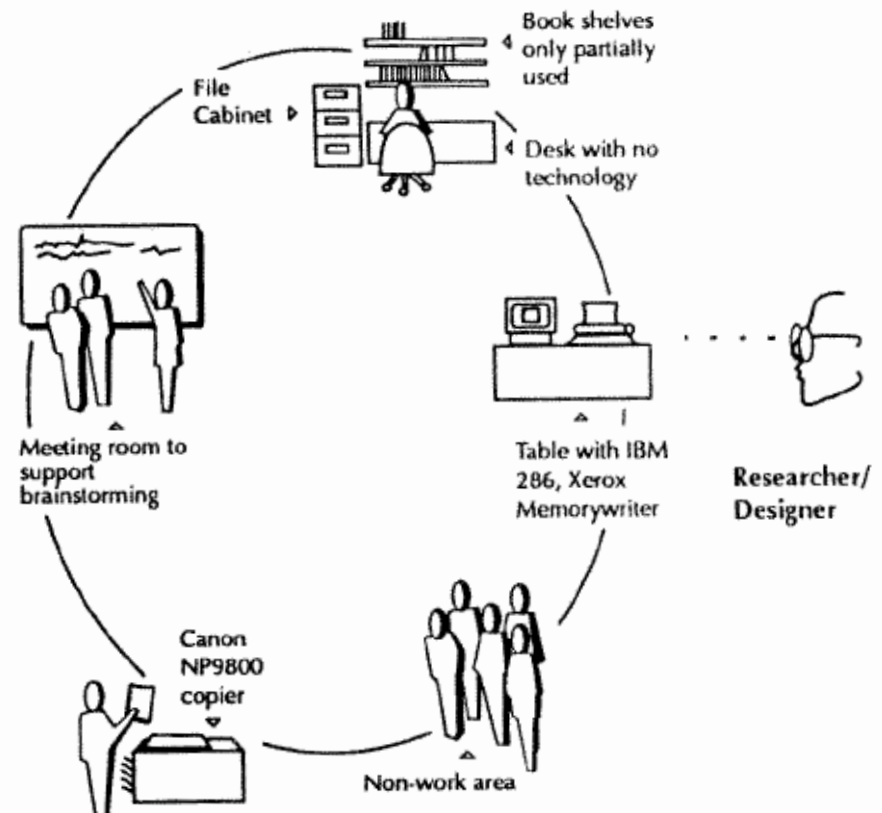 Book shelves
only partially
used
File
Cabinet
Desk with no
technology
Meeting room to
support
brainstorming
Table with IBM
286, Xerox
Memorywriter
Researcher/
Designer
Canon
NP9800
copier
Non-work area